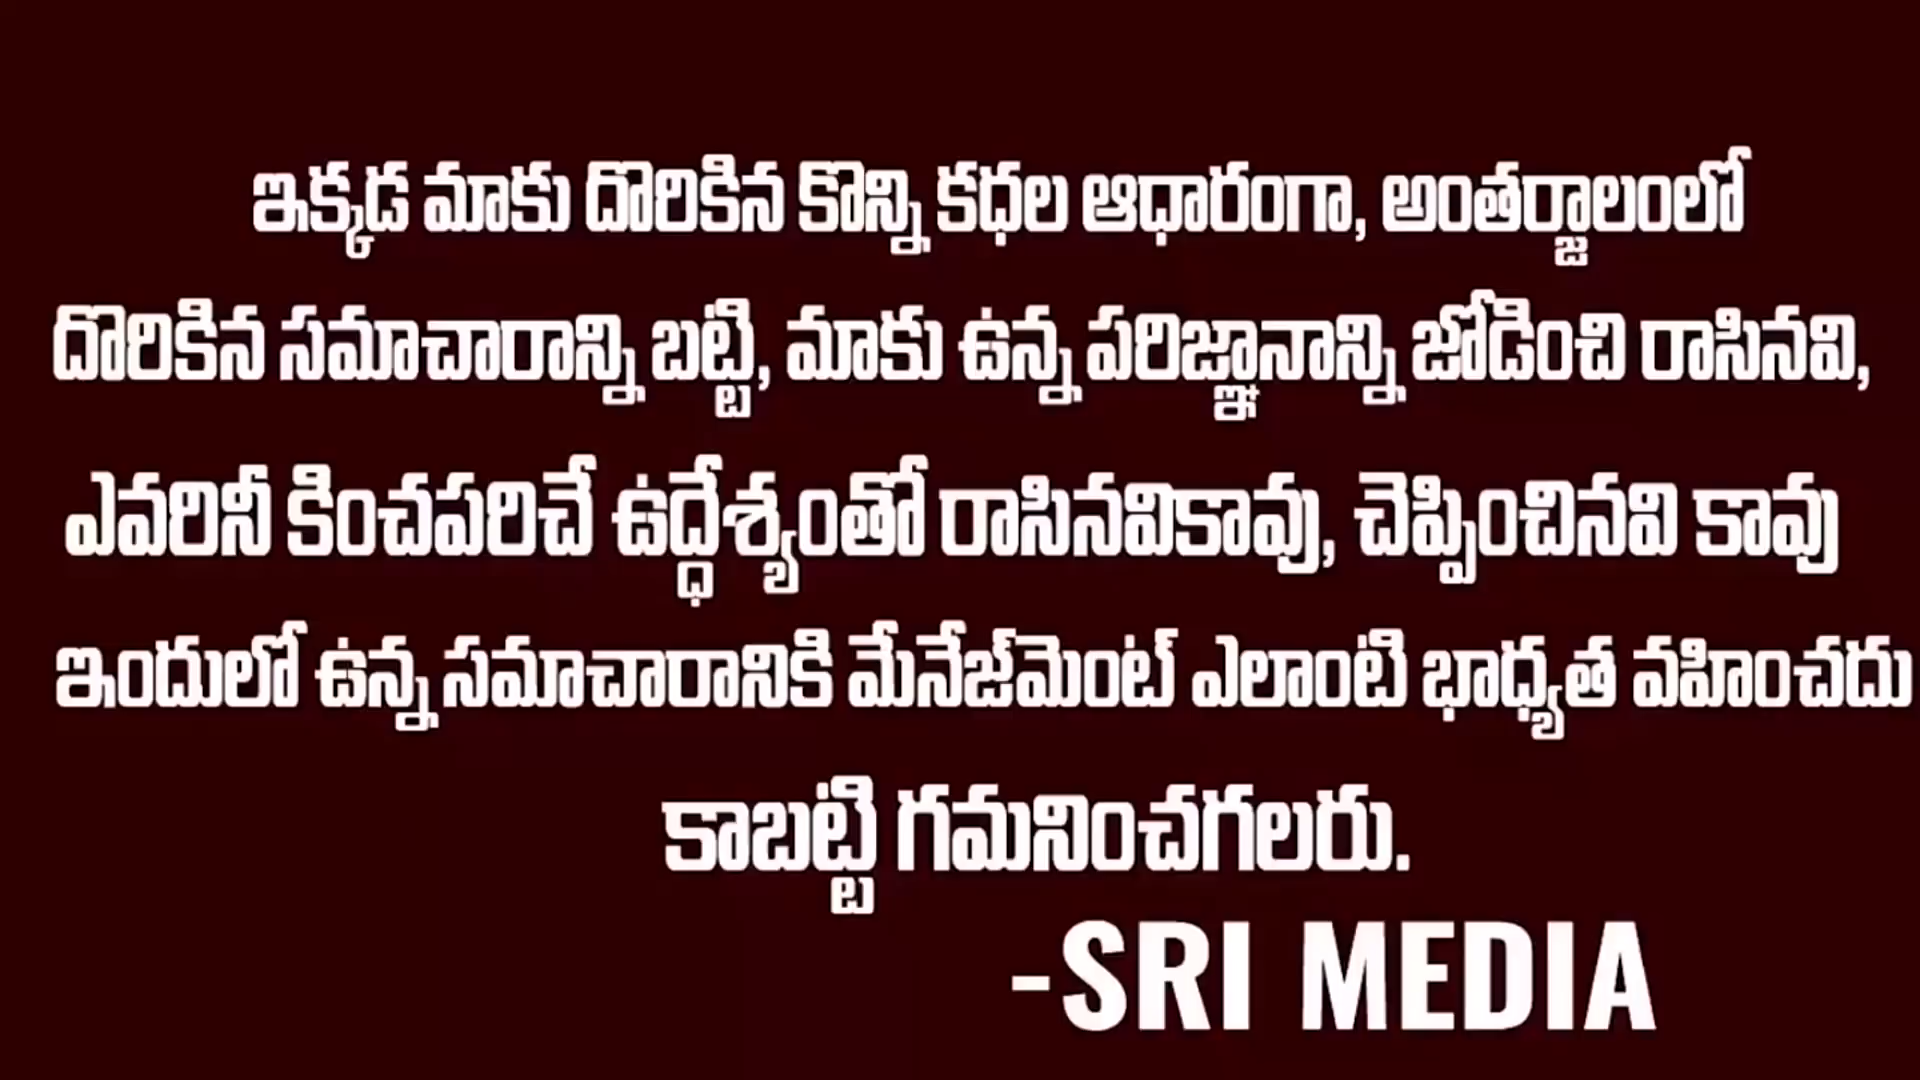 ఇక్కడ మాకు దొరికిన కొన్ని కధల ఆధారంగా, అంతర్జాలంలో
దొరికిన సమాచారాన్ని బట్టి, మాకు ఉన్న పరిజ్ఞానాన్ని జోడించి రాసినవి,
ఎవరినీ కించపరిచే ఉద్ధేశ్యంతో రాసినవికావు, చెప్పించినవి కావు
ఇందులో ఉన్న సమాచారానికి మేనేజ్‌మెంట్ ఎలాంటి భాధ్యత వహించదు
కాబట్టి గమనించగలరు.
-SRI MEDIA